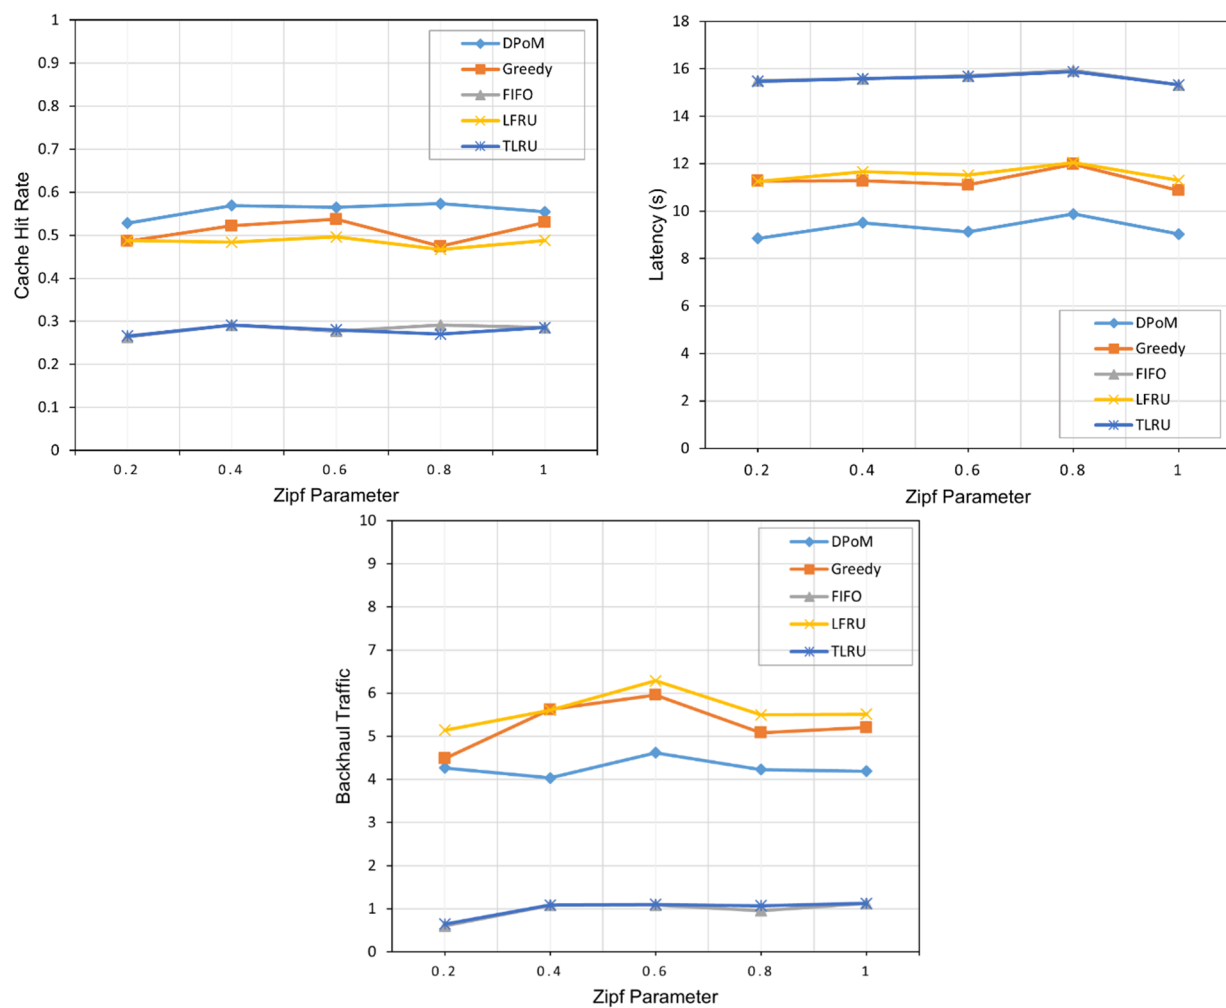 1
0.9
0.8
0.7
0.6
0.5
0.4
0.3
0.2
0.1
0
Cache Hit Rate
DPoM
Greedy
FIFO
LFRU
TLRU
0.2 0.4 0.6 0.8 1
Zipf Parameter
18
16
14
12
10
8
6
4
2
0
Latency (s)
DPoM
Greedy
FIFO
LFRU
TLRU
0.2 0.4 0.6 0.8 1
Zipf Parameter
10
9
8
7
6
5
4
3
2
1
0
Backhaul Traffic
DPoM
Greedy
FIFO
LFRU
TLRU
0.2 0.4 0.6 0.8 1
Zipf Parameter